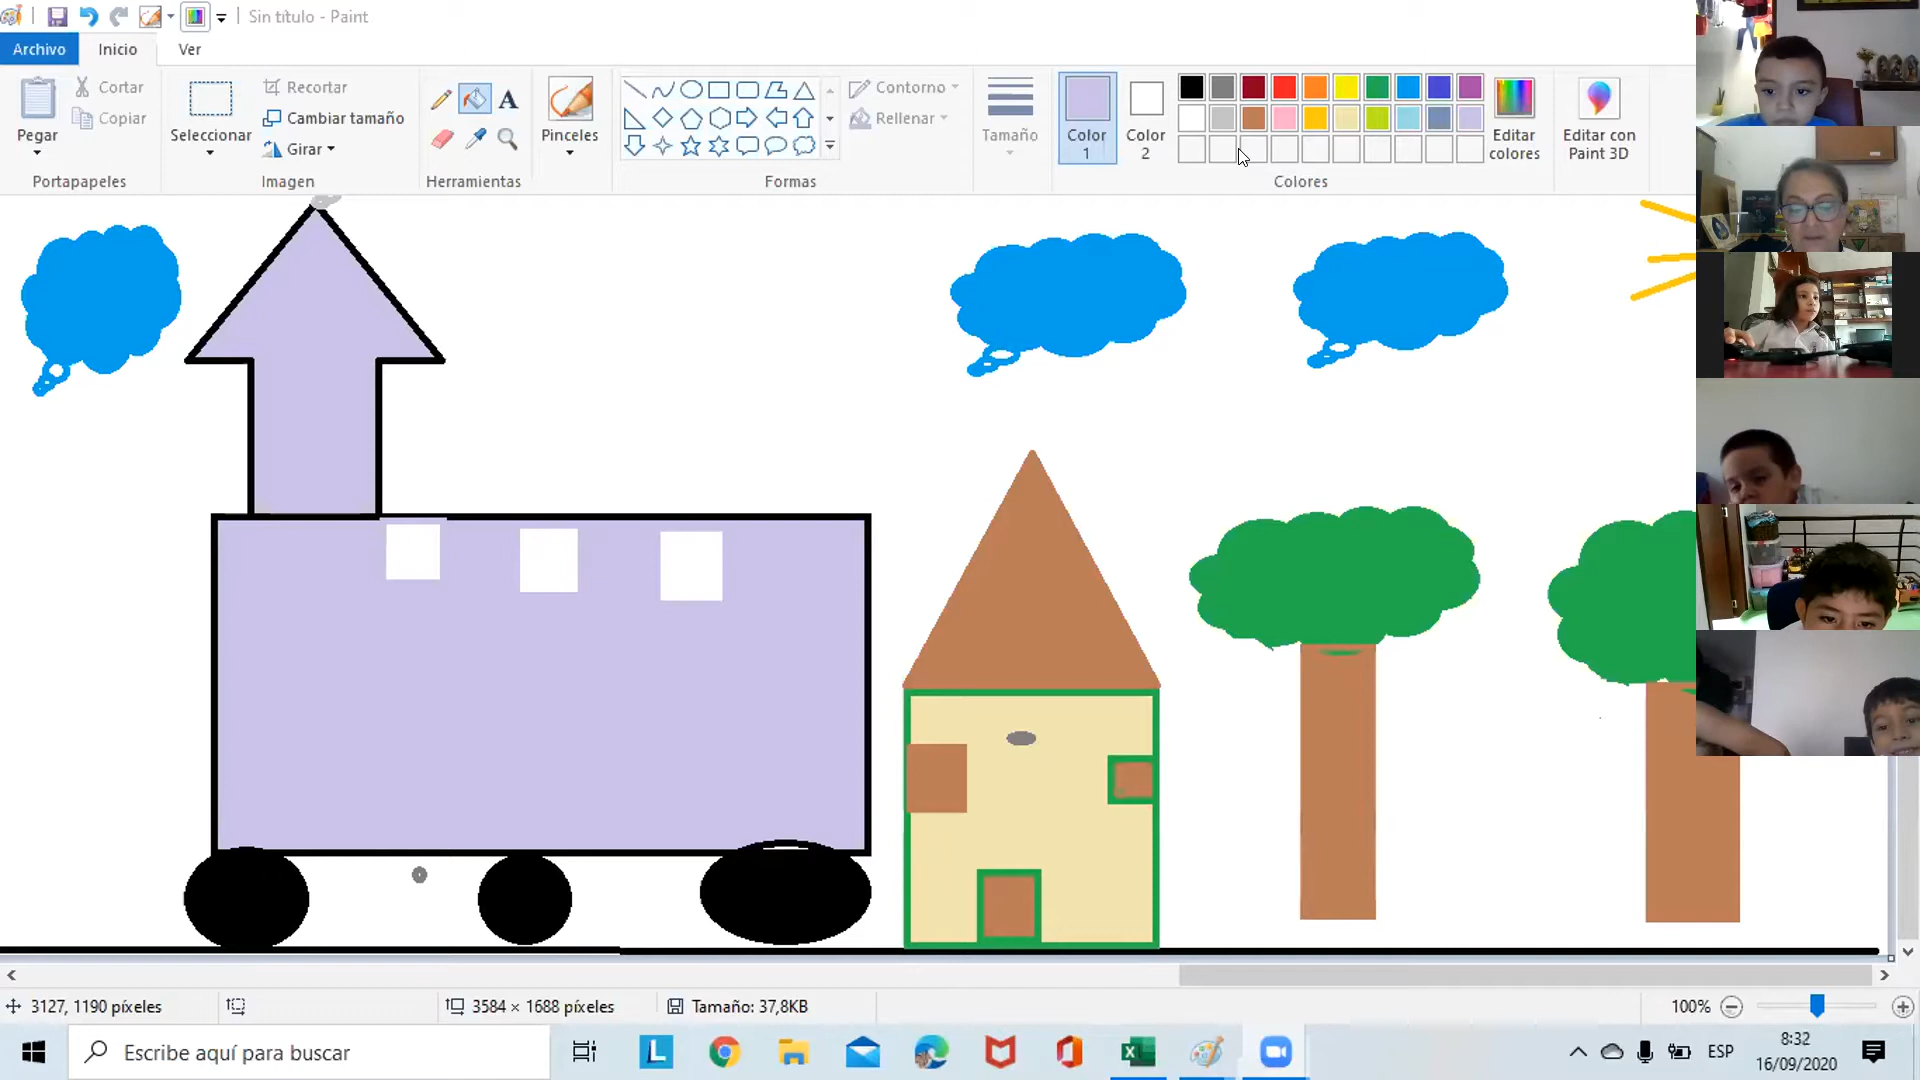 Sin título - Paint
Archivo
Inicio
Ver
Pegar
Cortar
Copiar
Portapapeles
Seleccionar
Recortar
Cambiar tamaño
Girar
Imagen
A
Herramientas
Pinceles
Formas
Contorno
Rellenar
Tamaño
Color
1
Color
2
Colores
Editar
colores
Editar con
Paint 3D
3127, 1190 píxeles
3584 × 1688 píxeles
Tamaño: 37,8KB
100%
Escribe aquí para buscar
L
ESP
8:32
16/09/2020